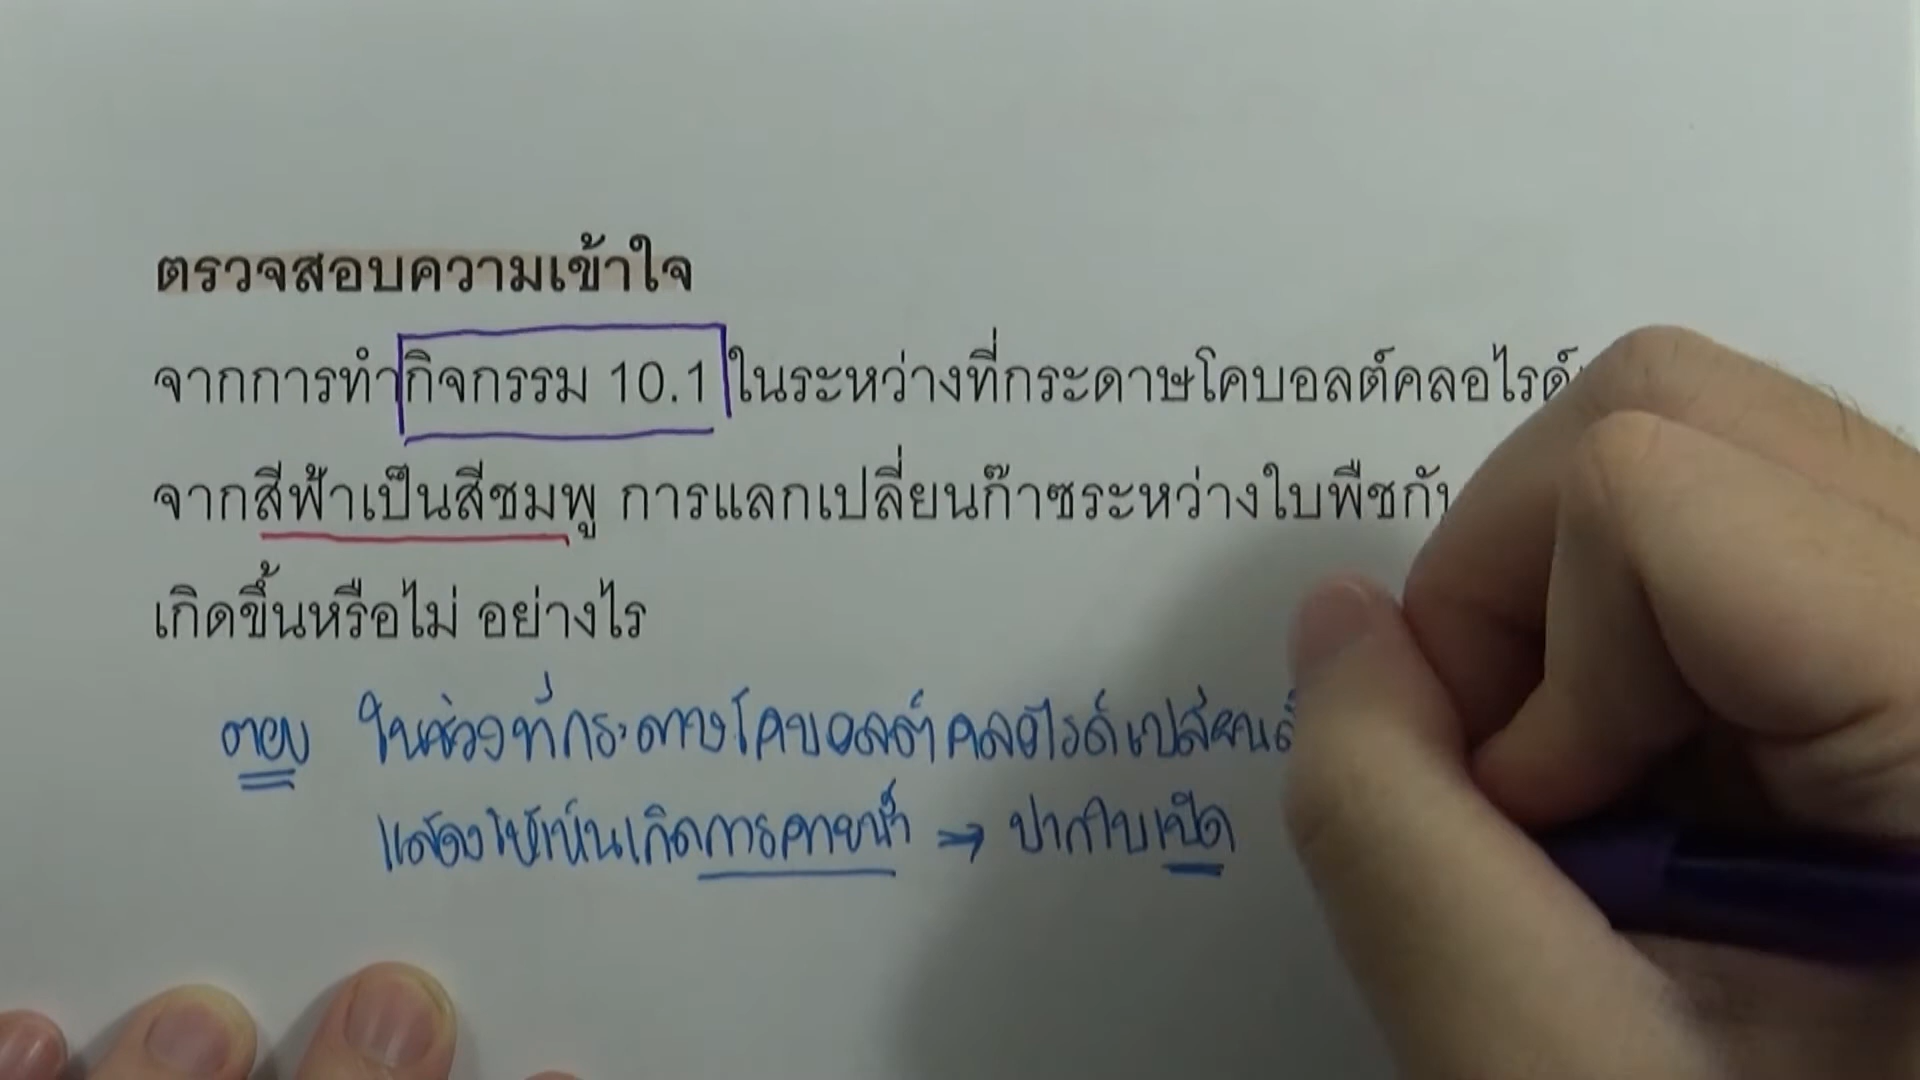 ตรวจสอบความเข้าใจ
จากการทำกิจกรรม 10.1 ในระหว่างที่กระดาษโคบอลต์คลอไรด์
จากสีฟ้าเป็นสีชมพู การแลกเปลี่ยนก๊าซระหว่างใบพืชกับ
เกิดขึ้นหรือไม่ อย่างไร
ตอบ ในช่วงที่กระดาษโคบอลต์คลอไรด์เปลี่ยน
แสดงให้เห็นเกิดการคายน้ำ → ปากใบเปิด